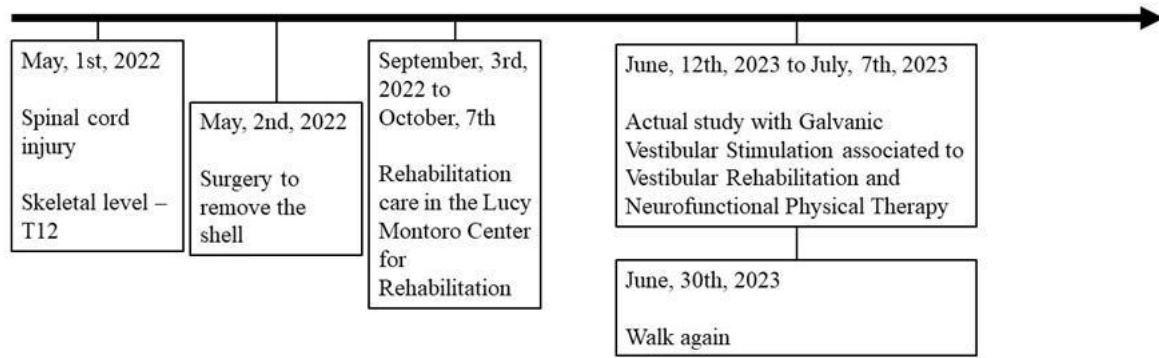 May, 1st, 2022
Spinal cord
injury
Skeletal level –
T12
May, 2nd, 2022
Surgery to
remove the
shell
September, 3rd,
2022 to
October, 7th
Rehabilitation
care in the Lucy
Montoro Center
for
Rehabilitation
June, 12th, 2023 to July, 7th, 2023
Actual study with Galvanic
Vestibular Stimulation associated to
Vestibular Rehabilitation and
Neurofunctional Physical Therapy
June, 30th, 2023
Walk again